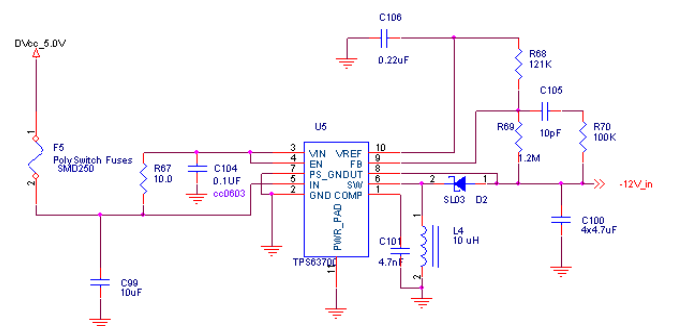 C106
DVcc_5.0V
0.22uF
R68
121K
C105
U5
F5
PolySwitch Fuses
SMD250
1
2
R67
10.0
C104
0.1UF
cc0603
3 VIN VREF 10
4 EN FB 9
7 PS_GND OUT 8
5 IN SW 6
2 GND COMP 1
PWR_PAD
11
TPS63700
R69
1.2M
10pF
R70
100K
2
1
SL03 D2
-12V_in
C99
10uF
C101
4.7nF
1
2
L4
10 uH
C100
4x4.7uF